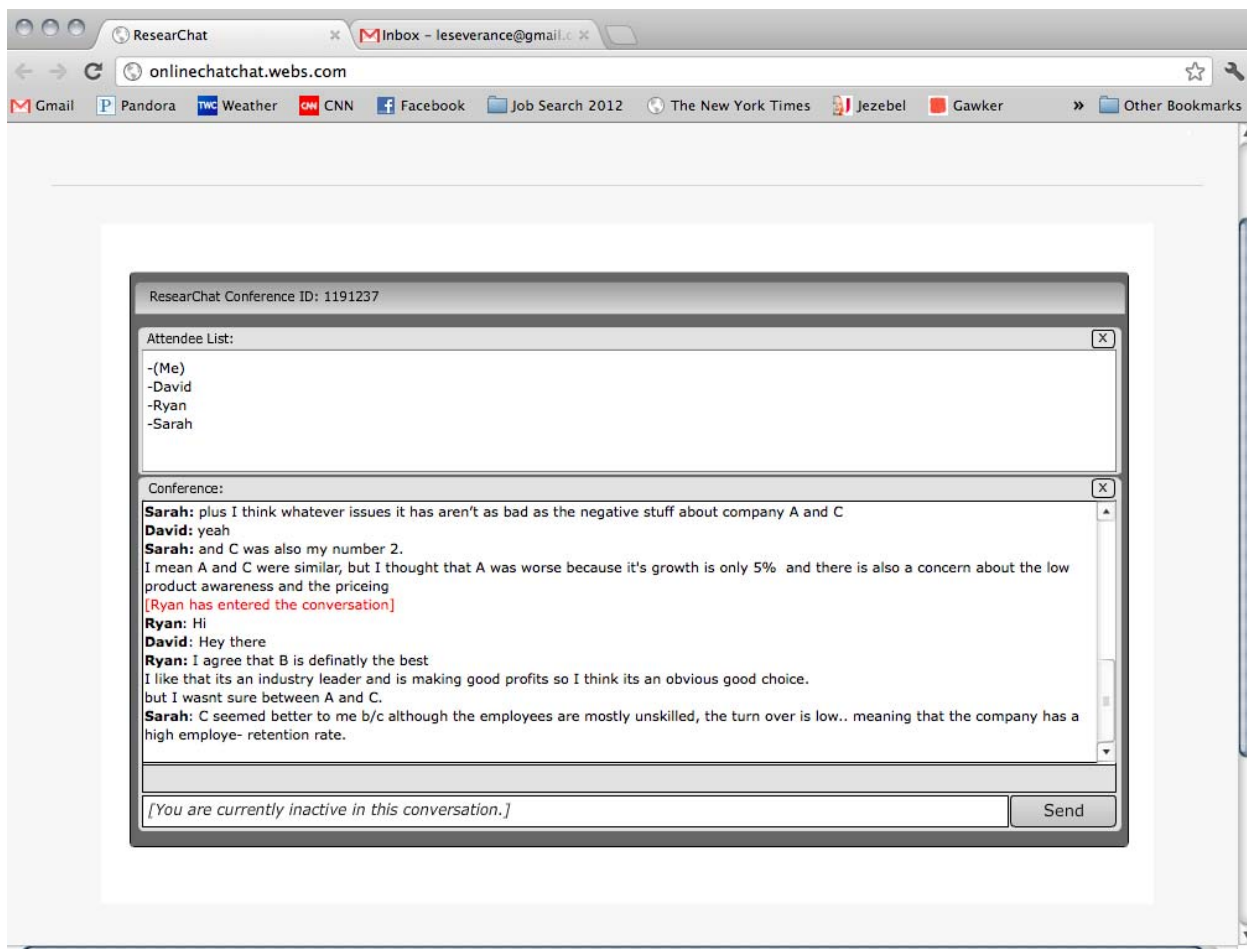 ResearChat
Inbox – leseverance@gmail.c
onlinechatchat.webs.com
Gmail Pandora TWC Weather CNN CNN Facebook Job Search 2012 The New York Times Jezebel Gawker » Other Bookmarks
ResearChat Conference ID: 1191237
Attendee List: X
-(Me)
-David
-Ryan
-Sarah
Conference: X
Sarah: plus I think whatever issues it has aren't as bad as the negative stuff about company A and C
David: yeah
Sarah: and C was also my number 2.
I mean A and C were similar, but I thought that A was worse because it's growth is only 5%  and there is also a concern about the low
product awareness and the priceing
[Ryan has entered the conversation]
Ryan: Hi
David: Hey there
Ryan: I agree that B is definatly the best
I like that its an industry leader and is making good profits so I think its an obvious good choice.
but I wasnt sure between A and C.
Sarah: C seemed better to me b/c although the employees are mostly unskilled, the turn over is low.. meaning that the company has a
high employe- retention rate.
[You are currently inactive in this conversation.] Send